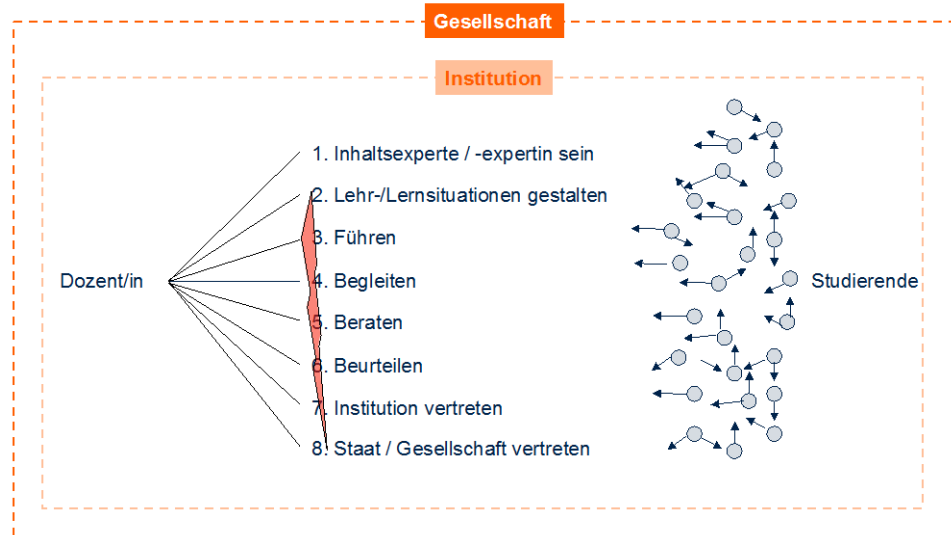 Gesellschaft
Institution
1. Inhaltsexperte / -expertin sein
2. Lehr-/Lernsituationen gestalten
3. Führen
Dozent/in
4. Begleiten
Studierende
5. Beraten
6. Beurteilen
7. Institution vertreten
8. Staat / Gesellschaft vertreten